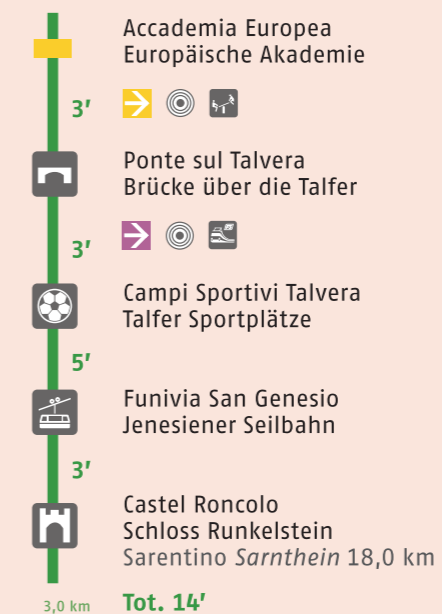 Accademia Europea
Europäische Akademie
3’
Ponte sul Talvera
Brücke über die Talfer
3’
Campi Sportivi Talvera
Talfer Sportplätze
5’
Funivia San Genesio
Jenesiener Seilbahn
3’
Castel Roncolo
Schloss Runkelstein
Sarentino Sarnthein 18,0 km
3,0 km Tot. 14’